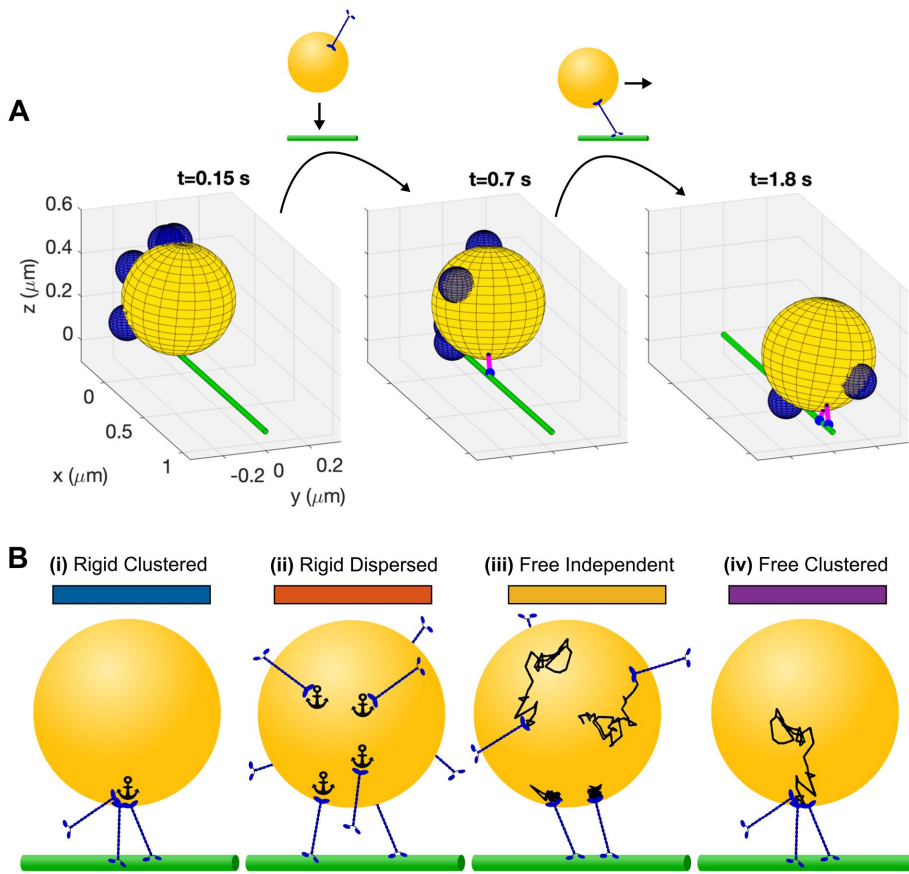 A
t=0.15 s
t=0.7 s
t=1.8 s
0.6
0.4
0.2
0
z (μm)
0
0.5
1
x (μm)
-0.2 0 0.2
y (μm)
B
(i) Rigid Clustered
(ii) Rigid Dispersed
(iii) Free Independent
(iv) Free Clustered